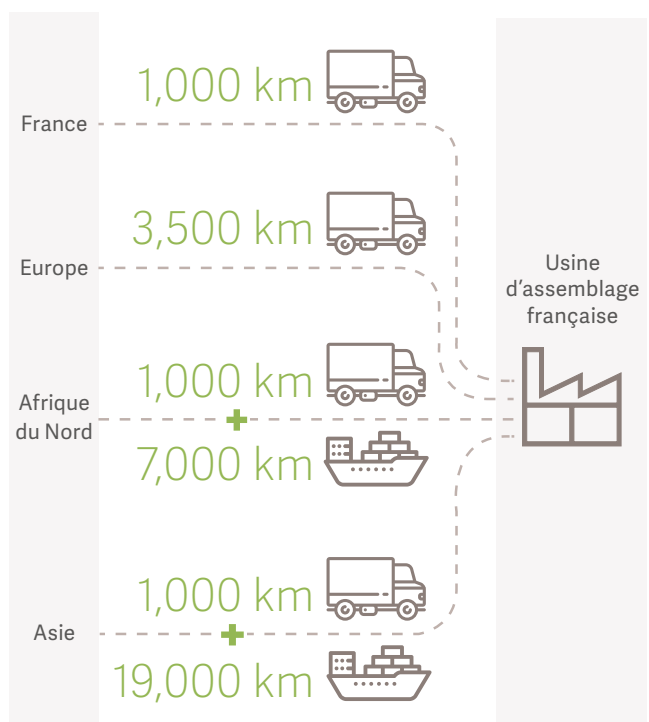 1,000 km
France
3,500 km
Europe
Usine
d’assemblage
française
1,000 km
Afrique
du Nord
+
7,000 km
1,000 km
Asie
+
19,000 km